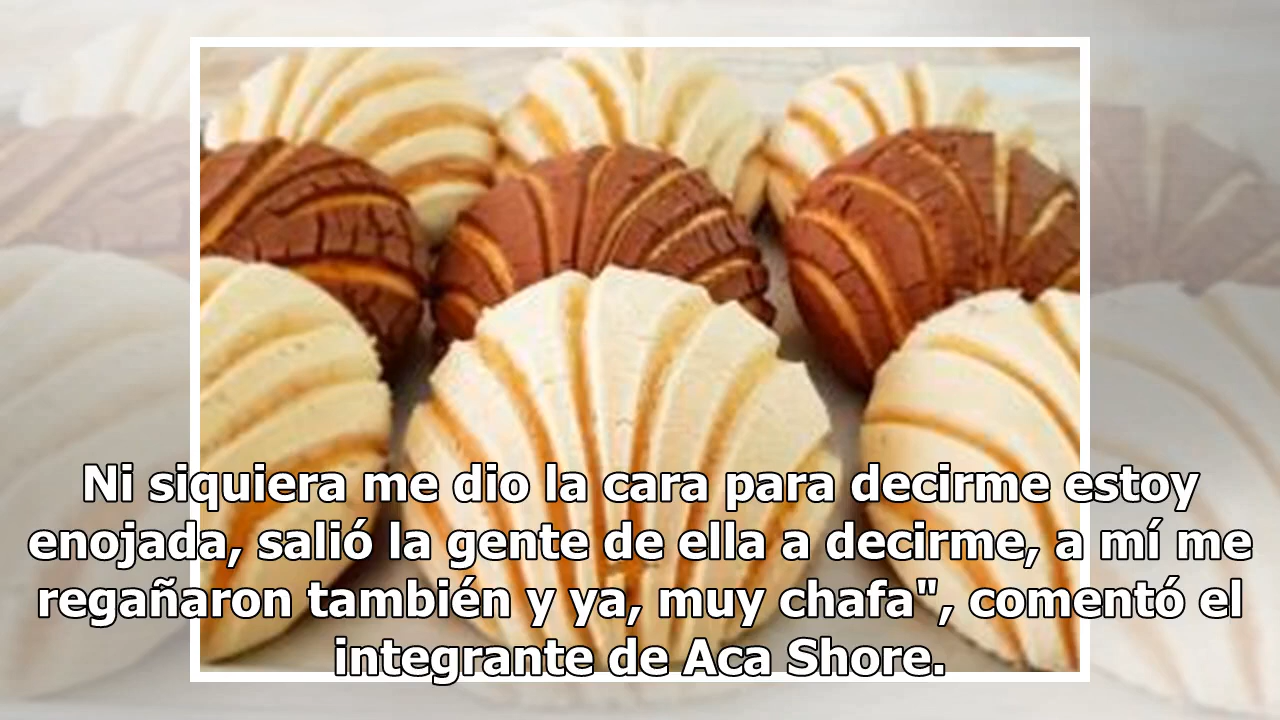 Ni siquiera me dio la cara para decirme estoy
enojada, salió la gente de ella a decirme, a mí me
regañaron también y ya, muy chafa", comentó el
integrante de Aca Shore.